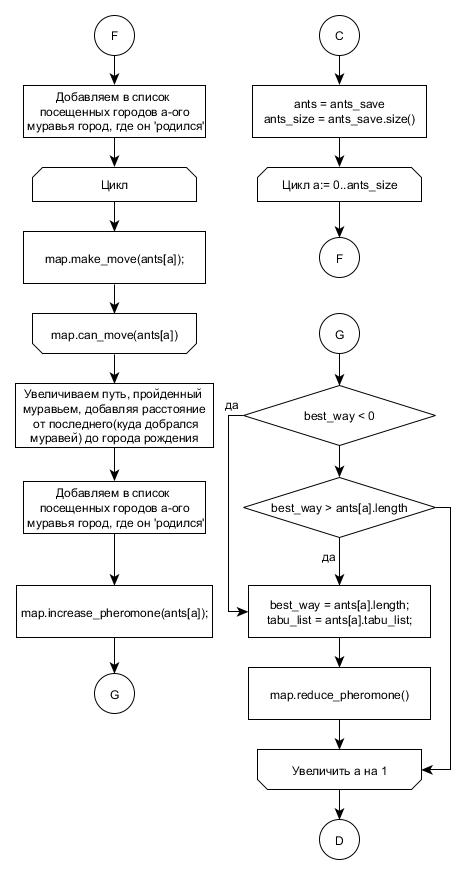 F
Добавляем в список
посещенных городов а-ого
муравья город, где он 'родился'
Цикл
map.make_move(ants[a]);
map.can_move(ants[a])
Увеличиваем путь, пройденный
муравьем, добавляя расстояние
от последнего(куда добрался
муравей) до города рождения
Добавляем в список
посещенных городов а-ого
муравья город, где он 'родился'
map.increase_pheromone(ants[a]);
G
C
ants = ants_save
ants_size = ants_save.size()
Цикл a:= 0..ants_size
F
G
best_way < 0
да
best_way > ants[a].length
да
best_way = ants[a].length;
tabu_list = ants[a].tabu_list;
map.reduce_pheromone()
Увеличить а на 1
D